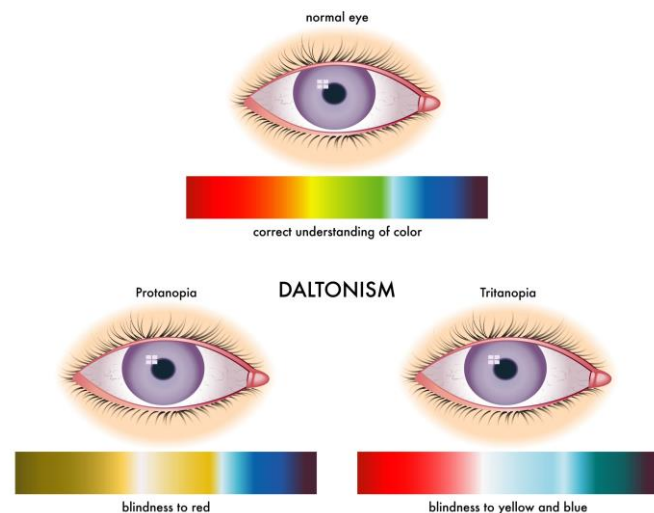 normal eye
correct understanding of color
DALTONISM
Protanopia
Tritanopia
blindness to red
blindness to yellow and blue